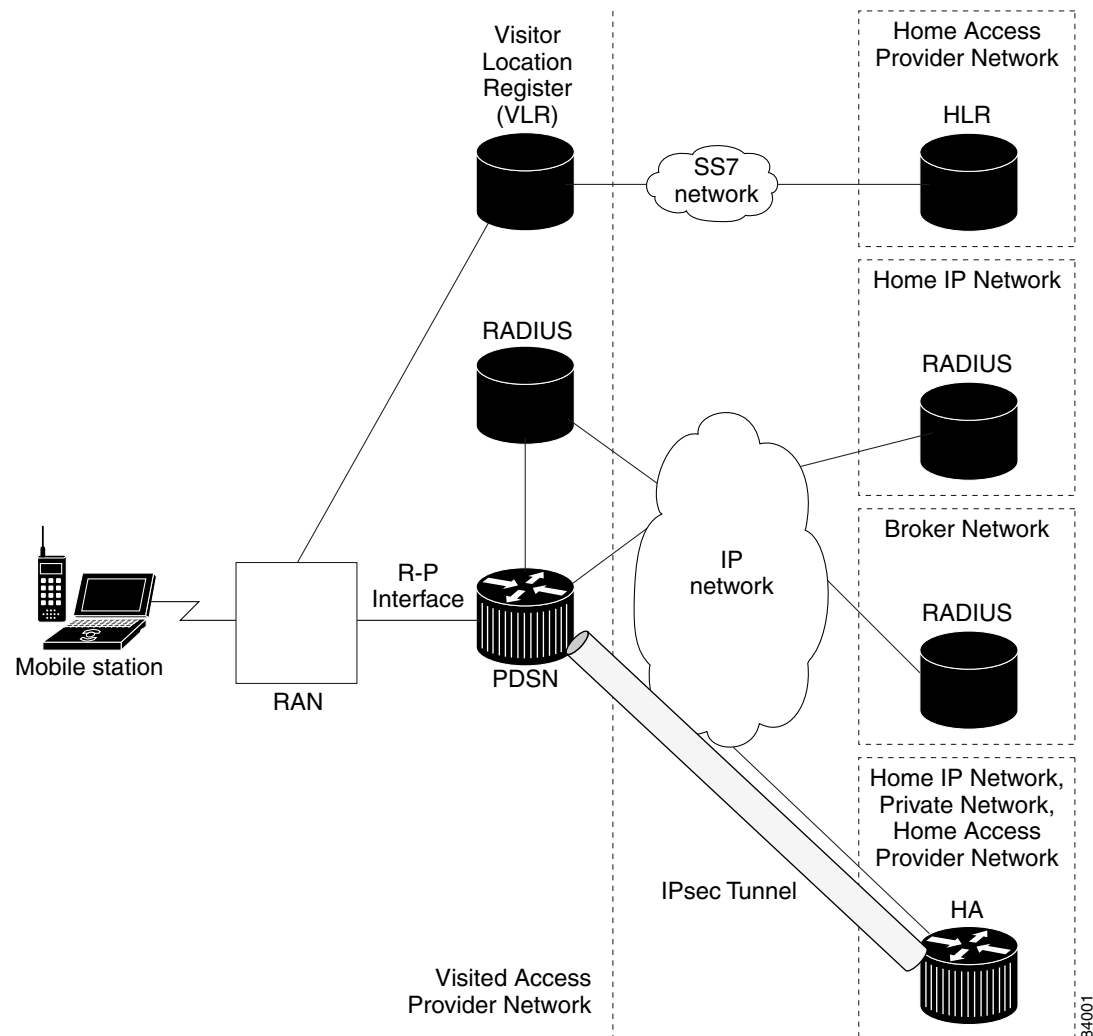 Visitor
Location
Register
(VLR)
Home Access
Provider Network
HLR
SS7
network
Home IP Network
RADIUS
RADIUS
Broker Network
IP
network
R-P
Interface
RADIUS
Mobile station
RAN
PDSN
Home IP Network,
Private Network,
Home Access
Provider Network
IPsec Tunnel
HA
Visited Access
Provider Network
84001